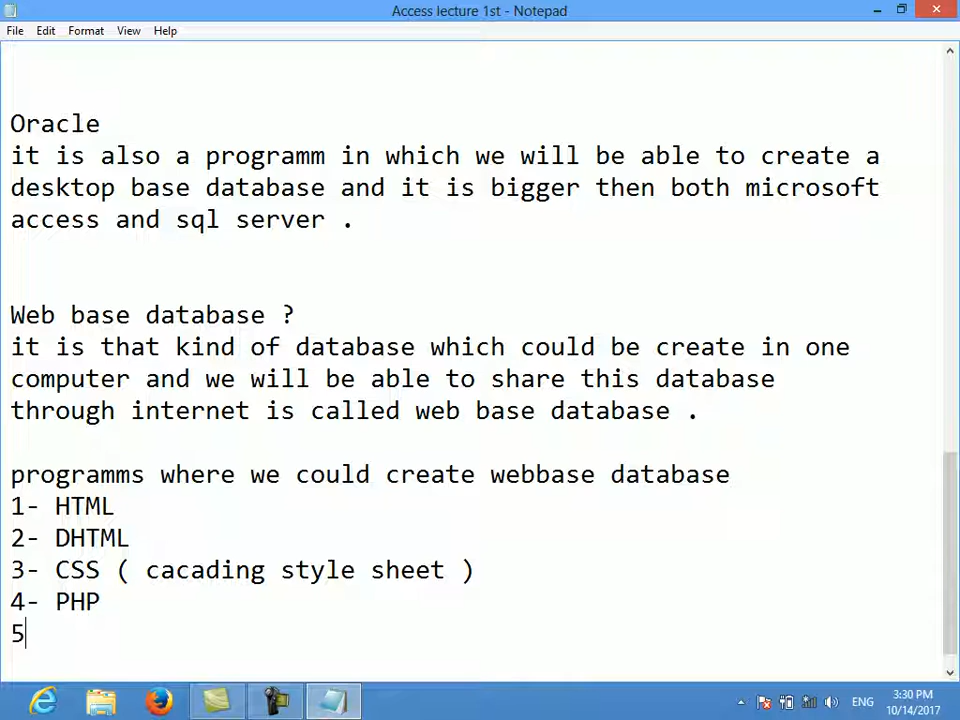 Access lecture 1st - Notepad
File Edit Format View Help
Oracle
it is also a programm in which we will be able to create a
desktop base database and it is bigger then both microsoft
access and sql server .
Web base database ?
it is that kind of database which could be create in one
computer and we will be able to share this database
through internet is called web base database .
programms where we could create webbase database
1- HTML
2- DHTML
3- CSS ( cacading style sheet )
4- PHP
5
ENG
3:30 PM
10/14/2017